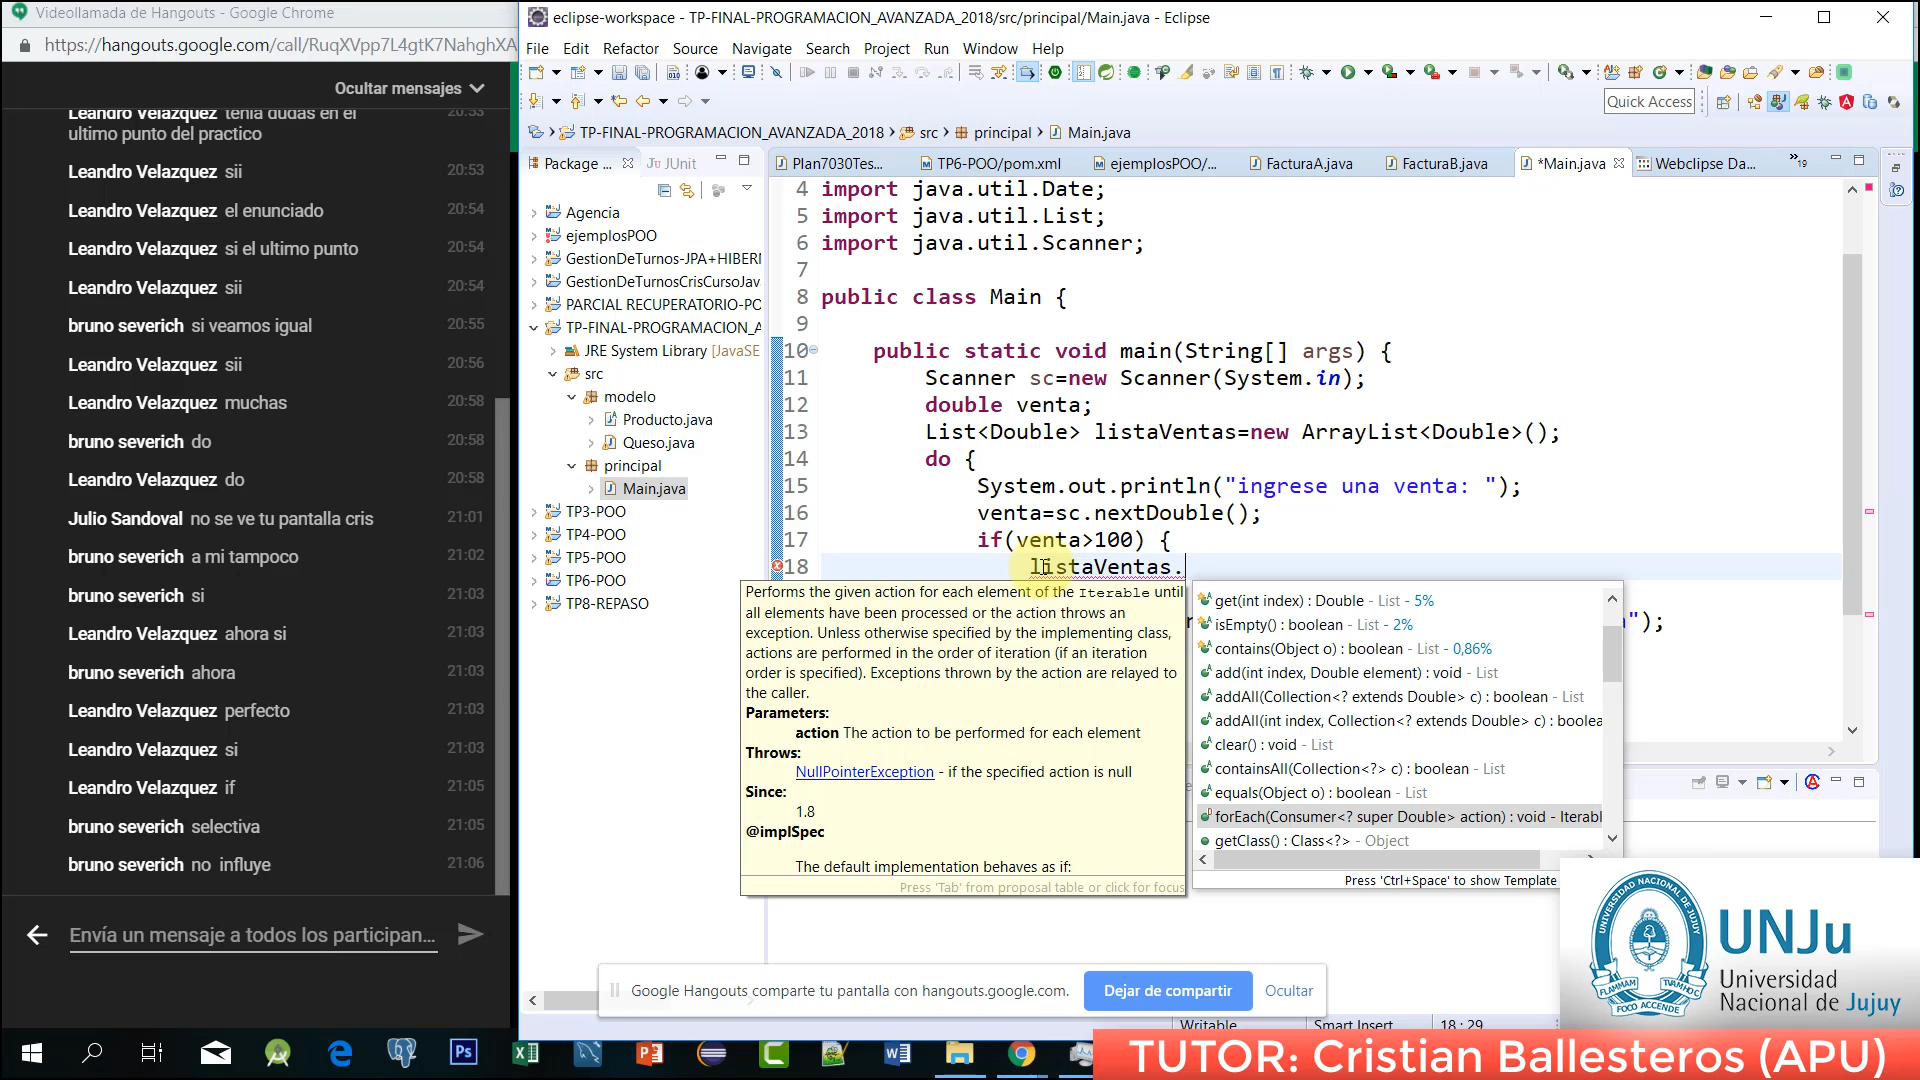 Videollamada de Hangouts - Google Chrome
https://hangouts.google.com/call/RuqXVpp7L4gtK7NahghXA
Ocultar mensajes
Leandro Velazquez tenia dudas en el 20:53
ultimo punto del practico
Leandro Velazquez sii 20:53
Leandro Velazquez el enunciado 20:54
Leandro Velazquez si el ultimo punto 20:54
Leandro Velazquez sii 20:54
bruno severich si veamos igual 20:55
Leandro Velazquez sii 20:56
Leandro Velazquez muchas 20:58
bruno severich do 20:58
Leandro Velazquez do 20:58
Julio Sandoval no se ve tu pantalla cris 21:01
bruno severich a mi tampoco 21:02
bruno severich si 21:03
Leandro Velazquez ahora si 21:03
bruno severich ahora 21:03
Leandro Velazquez perfecto 21:03
Leandro Velazquez si 21:03
Leandro Velazquez if 21:05
bruno severich selectiva 21:05
bruno severich no influye 21:06
Envía un mensaje a todos los participan...
eclipse-workspace - TP-FINAL-PROGRAMACION_AVANZADA_2018/src/principal/Main.java - Eclipse
File Edit Refactor Source Navigate Search Project Run Window Help
Quick Access
TP-FINAL-PROGRAMACION_AVANZADA_2018 src principal Main.java
Package ... JUnit
Agencia
ejemplosPOO
GestionDeTurnos-JPA+HIBERN
GestionDeTurnosCrisCursoJav
PARCIAL RECUPERATORIO-PO
TP-FINAL-PROGRAMACION_A
JRE System Library [JavaSE
src
modelo
Producto.java
Queso.java
principal
Main.java
TP3-POO
TP4-POO
TP5-POO
TP6-POO
TP8-REPASO
Plan7030Tes... TP6-POO/pom.xml ejemplosPOO/... FacturaA.java FacturaB.java *Main.java Webclipse Da... »19
4 import java.util.Date;
5 import java.util.List;
6 import java.util.Scanner;
7
8 public class Main {
9
10 public static void main(String[] args) {
11 Scanner sc=new Scanner(System.in);
12 double venta;
13 List<Double> listaVentas=new ArrayList<Double>();
14 do {
15 System.out.println("ingrese una venta: ");
16 venta=sc.nextDouble();
17 if(venta>100) {
18 listaVentas.
");
Performs the given action for each element of the Iterable until
all elements have been processed or the action throws an
exception. Unless otherwise specified by the implementing class,
actions are performed in the order of iteration (if an iteration
order is specified). Exceptions thrown by the action are relayed to
the caller.
Parameters:
action The action to be performed for each element
Throws:
NullPointerException - if the specified action is null
Since:
1.8
@implSpec
The default implementation behaves as if:
Press 'Tab' from proposal table or click for focus
get(int index) : Double - List - 5%
isEmpty() : boolean - List - 2%
contains(Object o) : boolean - List - 0,86%
add(int index, Double element) : void - List
addAll(Collection<? extends Double> c) : boolean - List
addAll(int index, Collection<? extends Double> c) : boolea
clear() : void - List
containsAll(Collection<?> c) : boolean - List
equals(Object o) : boolean - List
forEach(Consumer<? super Double> action) : void - Iterabl
getClass() : Class<?> - Object
Press 'Ctrl+Space' to show Template
Google Hangouts comparte tu pantalla con hangouts.google.com. Dejar de compartir Ocultar
Writable Smart Insert 18 : 29
UNIVERSIDAD NACIONAL DE JUJUY
UNJu
Universidad
Nacional de Jujuy
TUTOR: Cristian Ballesteros (APU)